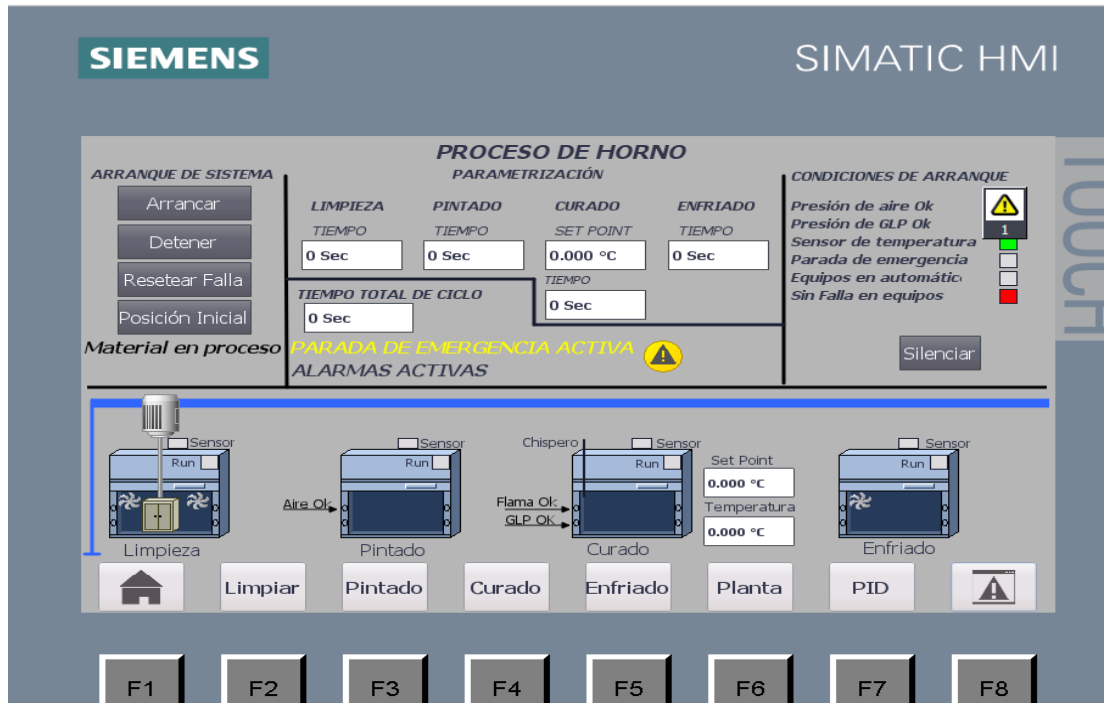 SIEMENS
SIMATIC HMI
TOUCH
PROCESO DE HORNO
ARRANQUE DE SISTEMA
Arrancar
Detener
Resetear Falla
Posición Inicial
Material en proceso
PARAMETRIZACIÓN
LIMPIEZA PINTADO CURADO ENFRIADO
TIEMPO TIEMPO SET POINT TIEMPO
0 Sec 0 Sec 0.000 °C 0 Sec
TIEMPO
0 Sec
TIEMPO TOTAL DE CICLO
0 Sec
PARADA DE EMERGENCIA ACTIVA
ALARMAS ACTIVAS
CONDICIONES DE ARRANQUE
Presión de aire Ok
Presión de GLP Ok
Sensor de temperatura
Parada de emergencia
Equipos en automátic
Sin Falla en equipos
1
Silenciar
Sensor
Run
Limpieza
Sensor
Run
Aire Ok
Pintado
Chispero
Sensor
Run
Flama Ok
GLP OK
Curado
Set Point
0.000 °C
Temperatura
0.000 °C
Sensor
Run
Enfriado
Limpiar Pintado Curado Enfriado Planta PID
F1 F2 F3 F4 F5 F6 F7 F8